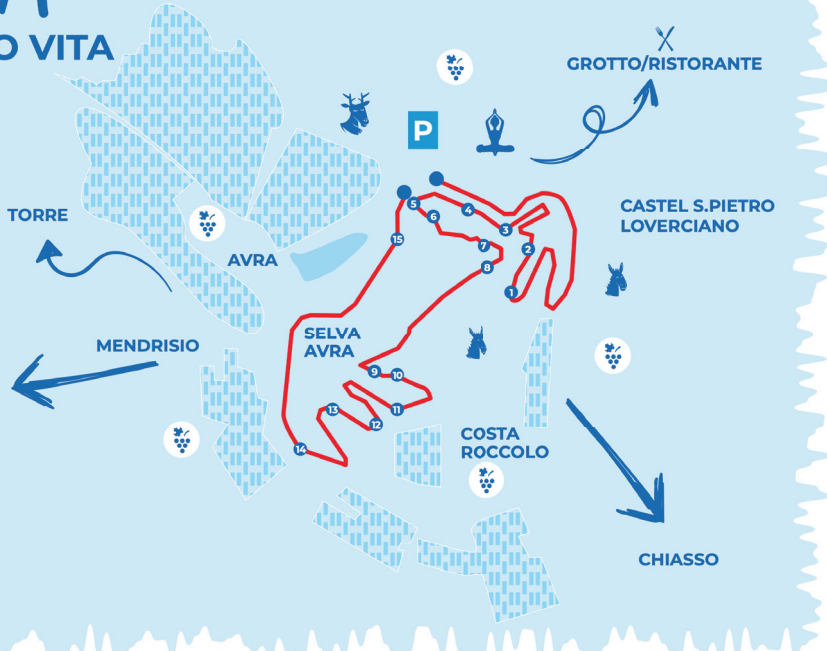 O VITA
GROTTO/RISTORANTE
P
CASTEL S.PIETRO
LOVERCIANO
TORRE
AVRA
MENDRISIO
SELVA
AVRA
COSTA
ROCCOLO
CHIASSO
5
4
6
3
15
7
2
8
1
9
10
11
13
12
14